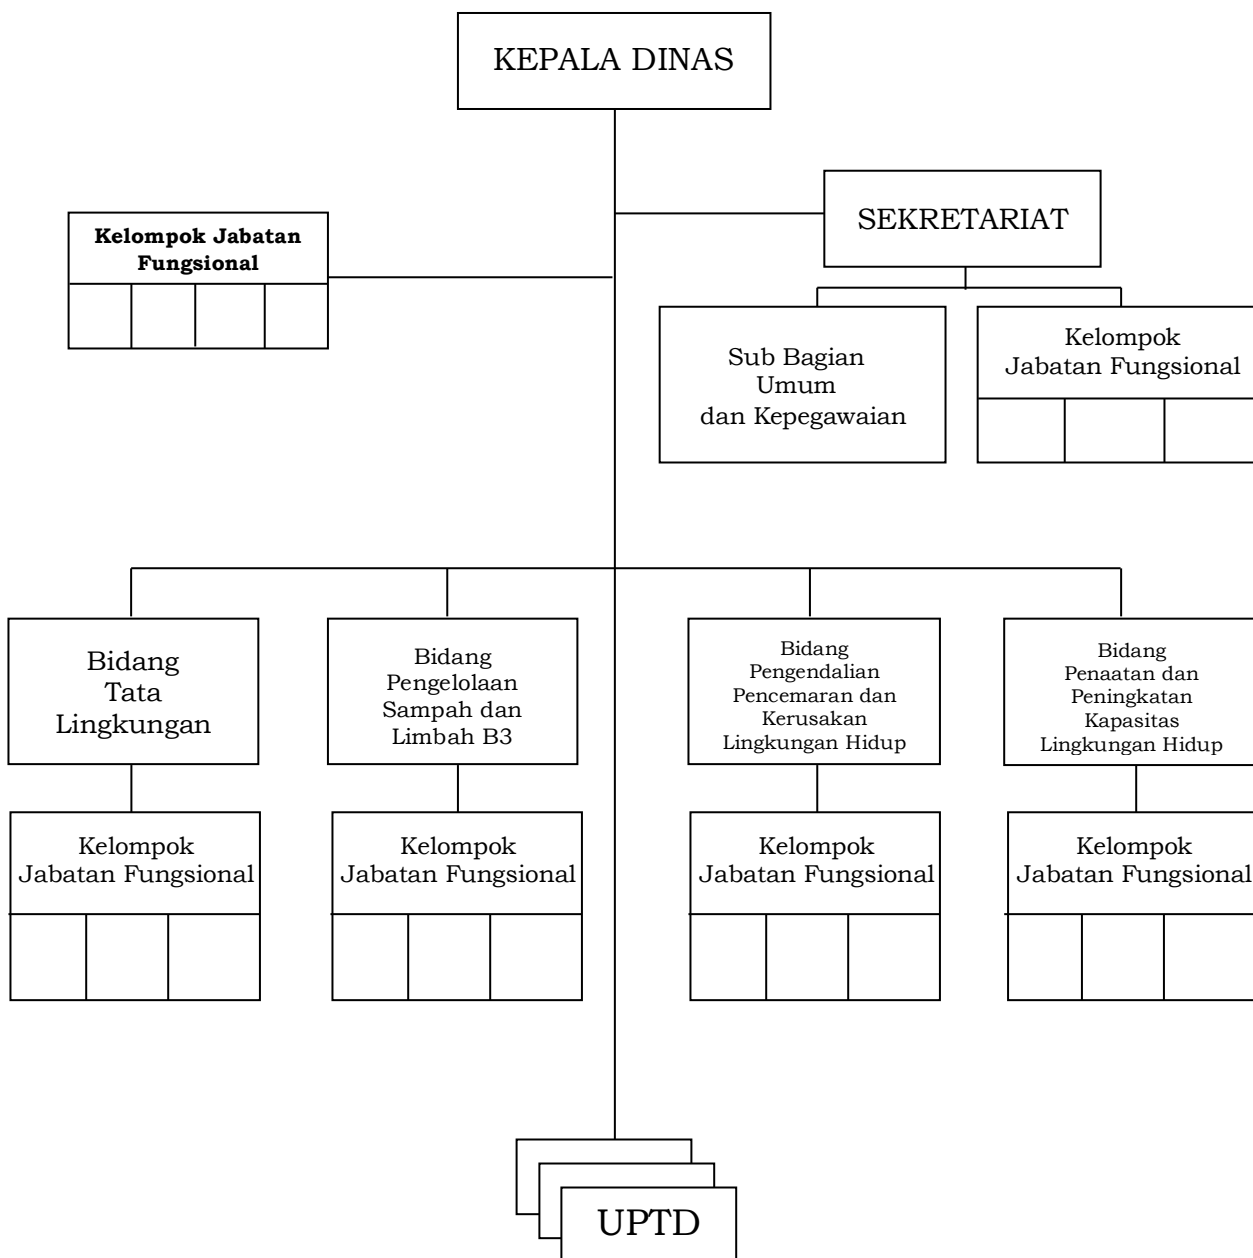 KEPALA DINAS
SEKRETARIAT
Kelompok Jabatan
Fungsional
Sub Bagian
Umum
dan Kepegawaian
Kelompok
Jabatan Fungsional
Bidang
Tata
Lingkungan
Bidang
Pengelolaan
Sampah dan
Limbah B3
Bidang
Pengendalian
Pencemaran dan
Kerusakan
Lingkungan Hidup
Bidang
Penaatan dan
Peningkatan
Kapasitas
Lingkungan Hidup
Kelompok
Jabatan Fungsional
Kelompok
Jabatan Fungsional
Kelompok
Jabatan Fungsional
Kelompok
Jabatan Fungsional
UPTD